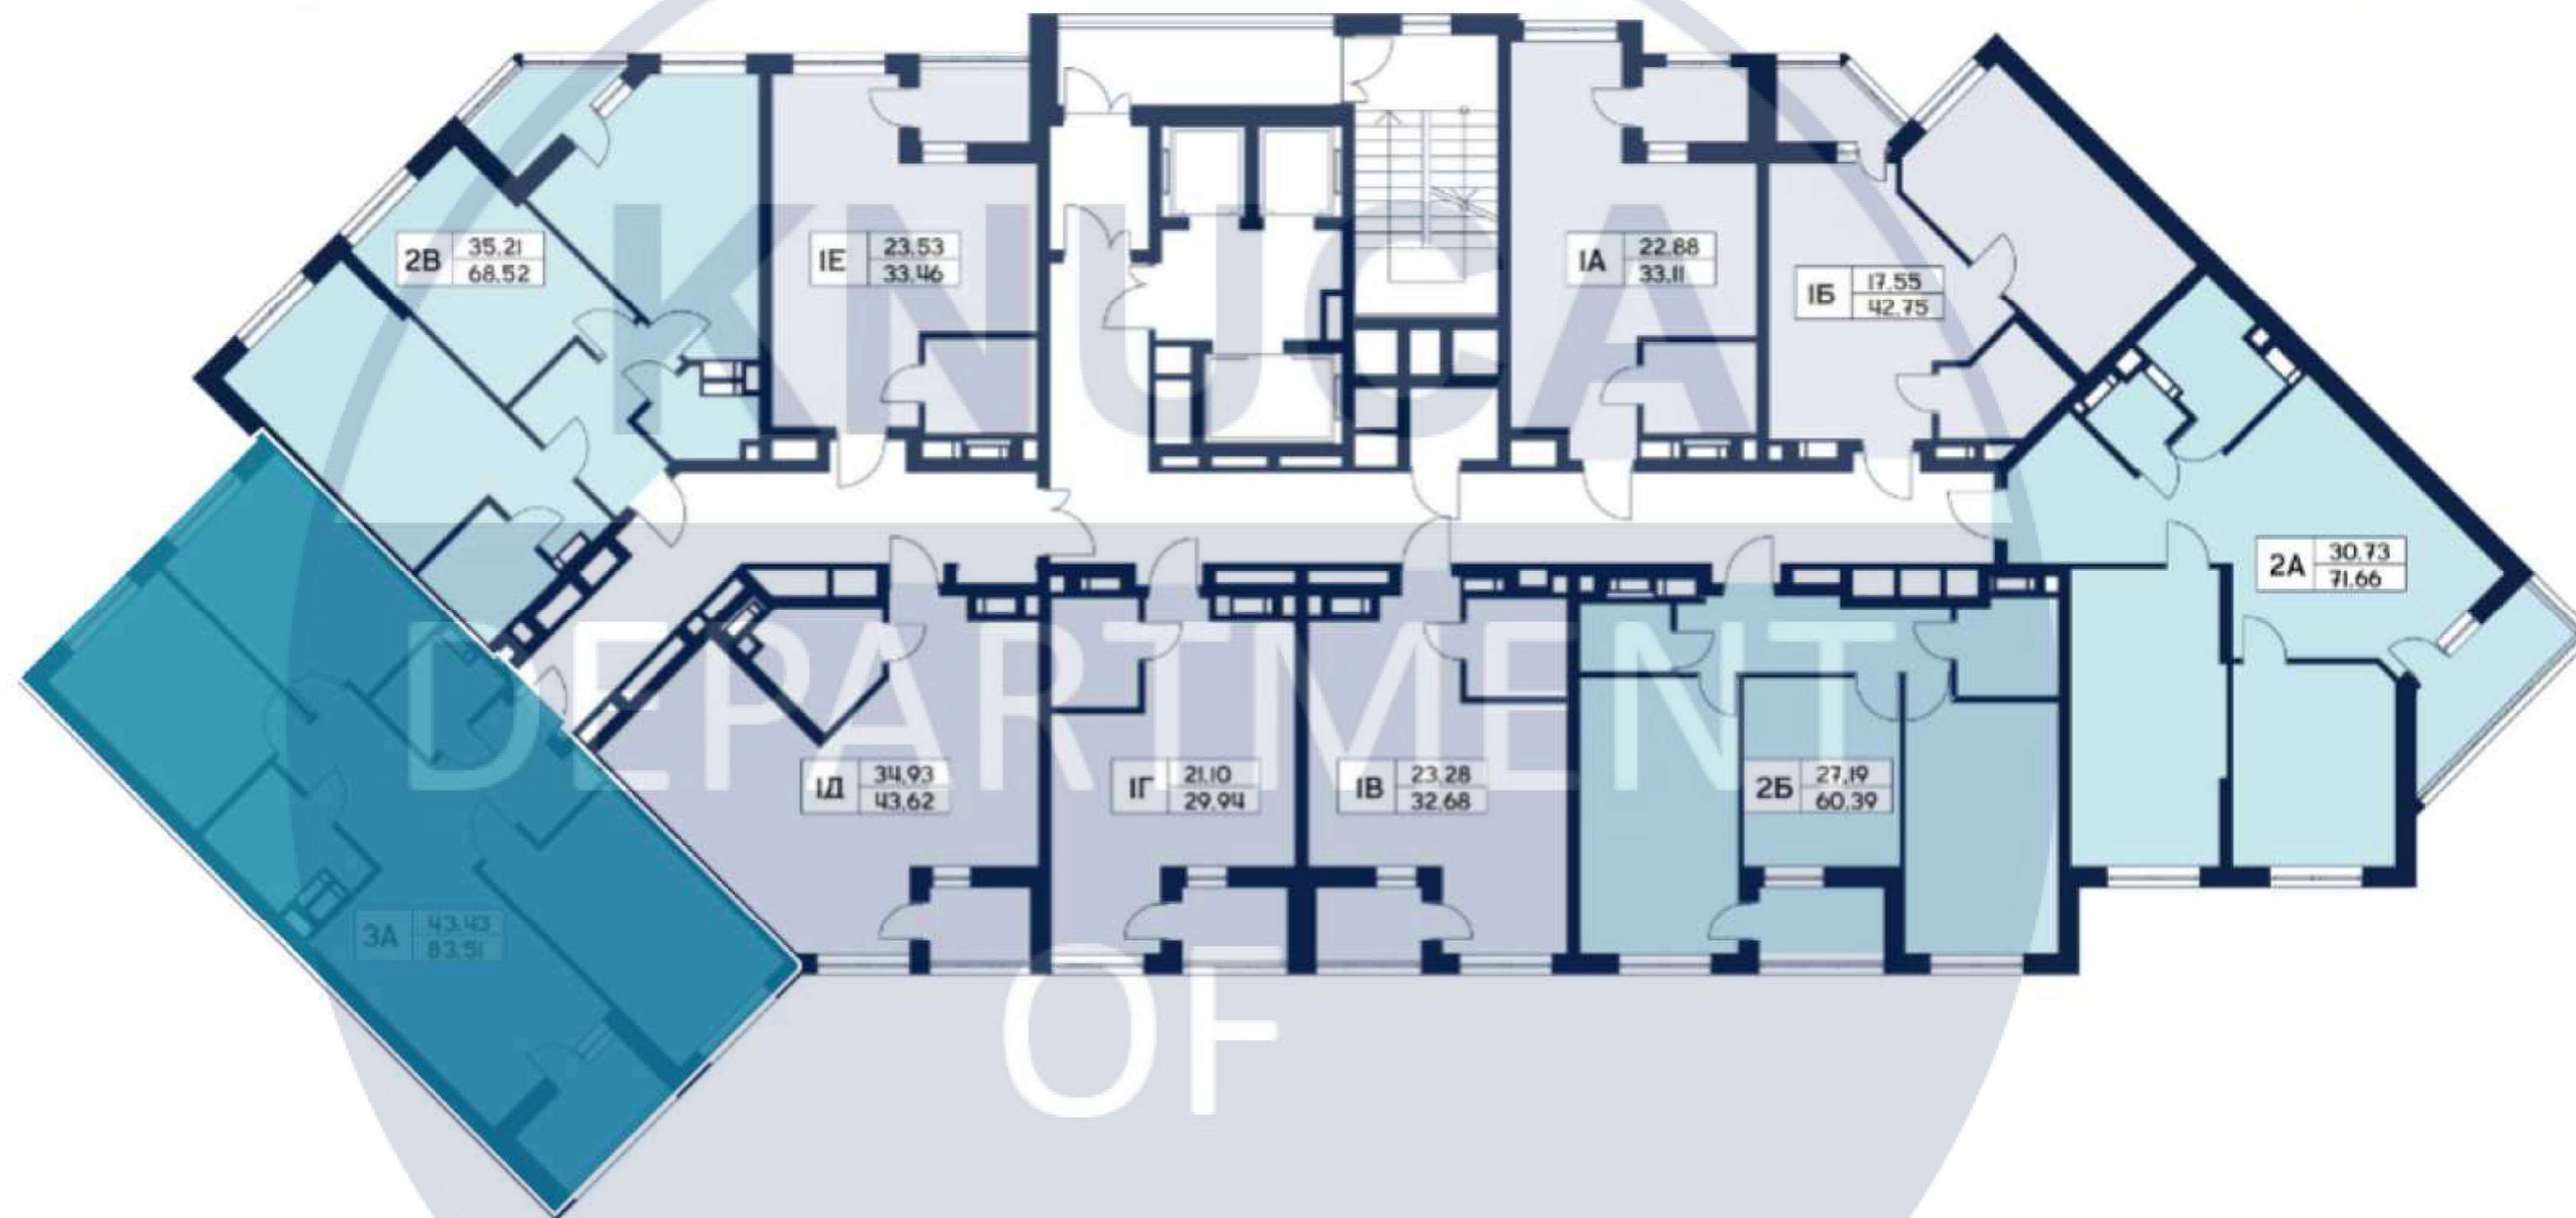 KNUCA
2В 35.21
68.52
1Е 23.53
33.46
1А 22.88
33.11
1Б 17.55
42.75
2А 30.73
71.66
DEPARTMENT
1Д 34.93
43.62
1Г 21.10
29.94
1В 23.28
32.68
2Б 27.19
60.39
3А 43.43
83.51
OF